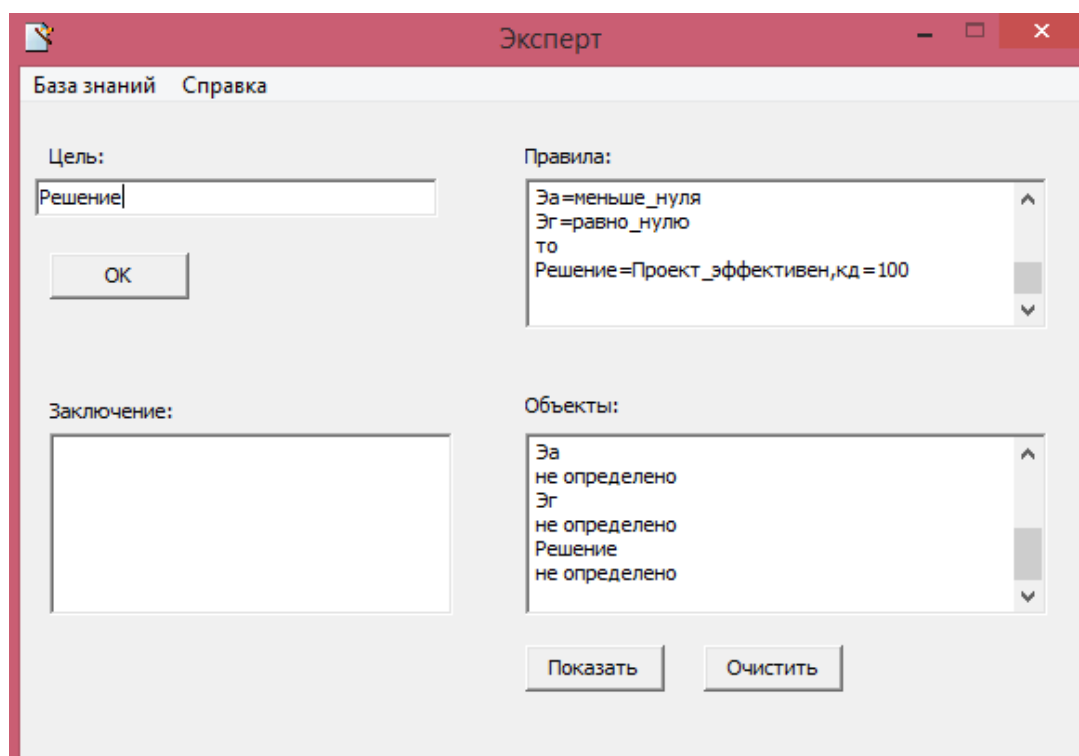 Эксперт
База знаний Справка
Цель:
Решение
OK
Правила:
Эа=меньше_нуля
Эг=равно_нулю
то
Решение=Проект_эффективен,кд=100
Заключение:
Объекты:
Эа
не определено
Эг
не определено
Решение
не определено
Показать Очистить